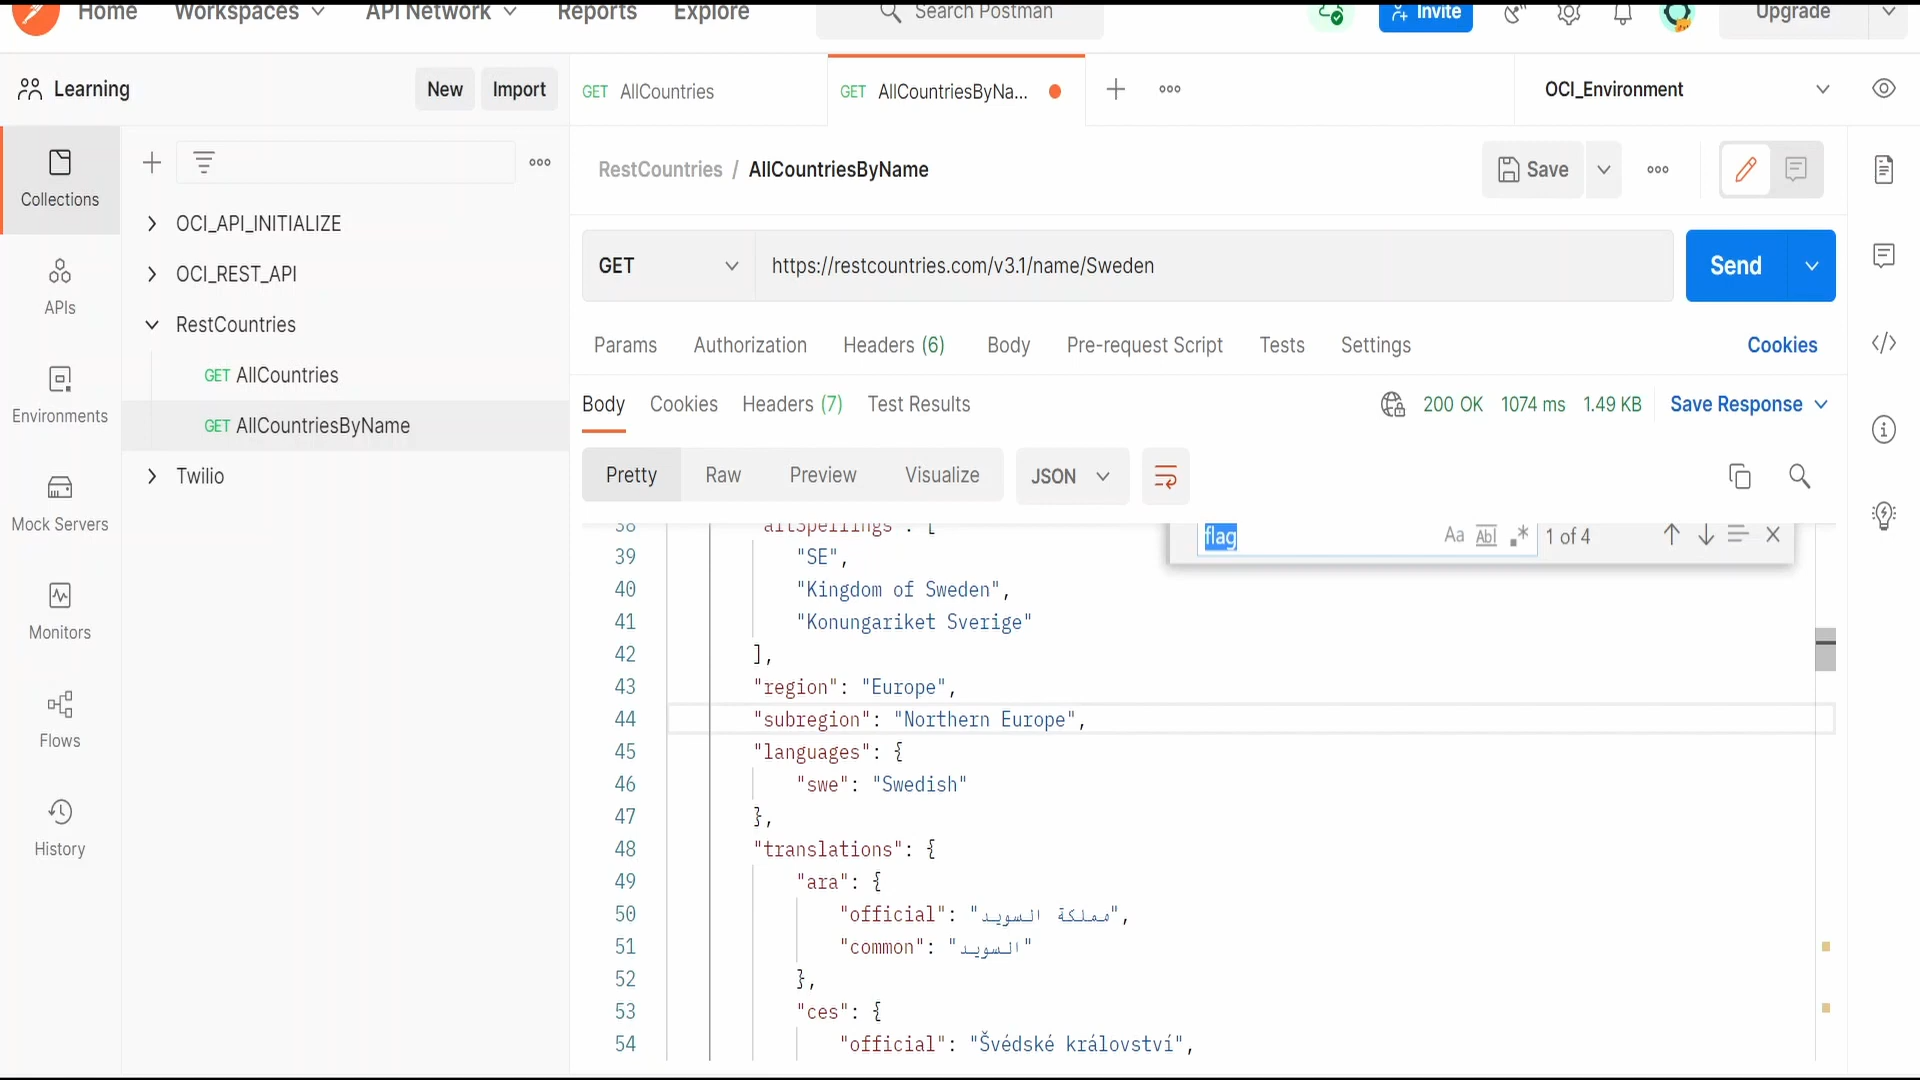 Home Workspaces API Network Reports Explore Search Postman Invite Upgrade
Learning New Import GET AllCountries GET AllCountriesByNa... OCI_Environment
Collections
APIs
Environments
Mock Servers
Monitors
Flows
History
OCI_API_INITIALIZE
OCI_REST_API
RestCountries
GET AllCountries
GET AllCountriesByName
Twilio
RestCountries / AllCountriesByName Save
GET https://restcountries.com/v3.1/name/Sweden Send
Params Authorization Headers (6) Body Pre-request Script Tests Settings Cookies
Body Cookies Headers (7) Test Results 200 OK 1074 ms 1.49 KB Save Response
Pretty Raw Preview Visualize JSON
flag Aa Abl .* 1 of 4
38 "altSpellings": [
39 "SE",
40 "Kingdom of Sweden",
41 "Konungariket Sverige"
42 ],
43 "region": "Europe",
44 "subregion": "Northern Europe",
45 "languages": {
46 "swe": "Swedish"
47 },
48 "translations": {
49 "ara": {
50 "official": "مملكة السويد",
51 "common": "السويد"
52 },
53 "ces": {
54 "official": "Švédské království",